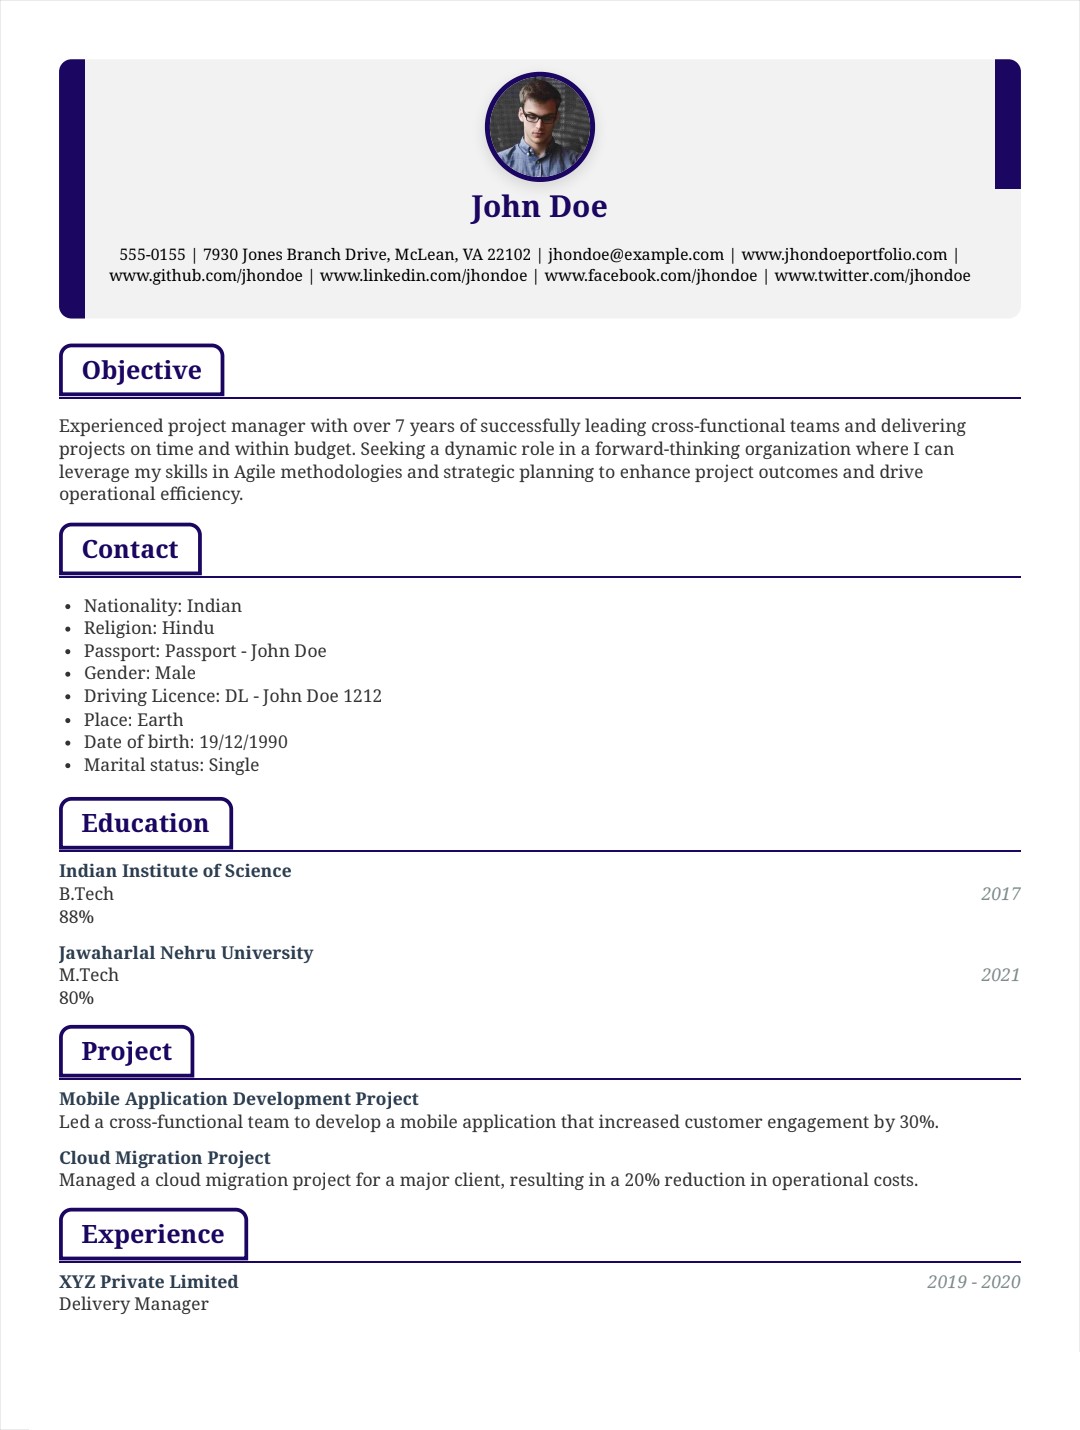 John Doe
555-0155 | 7930 Jones Branch Drive, McLean, VA 22102 | jhondoe@example.com | www.jhondoeportfolio.com |
www.github.com/jhondoe | www.linkedin.com/jhondoe | www.facebook.com/jhondoe | www.twitter.com/jhondoe
Objective
Experienced project manager with over 7 years of successfully leading cross-functional teams and delivering
projects on time and within budget. Seeking a dynamic role in a forward-thinking organization where I can
leverage my skills in Agile methodologies and strategic planning to enhance project outcomes and drive
operational efficiency.
Contact
• Nationality: Indian
• Religion: Hindu
• Passport: Passport - John Doe
• Gender: Male
• Driving Licence: DL - John Doe 1212
• Place: Earth
• Date of birth: 19/12/1990
• Marital status: Single
Education
Indian Institute of Science
B.Tech 2017
88%
Jawaharlal Nehru University
M.Tech 2021
80%
Project
Mobile Application Development Project
Led a cross-functional team to develop a mobile application that increased customer engagement by 30%.
Cloud Migration Project
Managed a cloud migration project for a major client, resulting in a 20% reduction in operational costs.
Experience
XYZ Private Limited 2019 - 2020
Delivery Manager